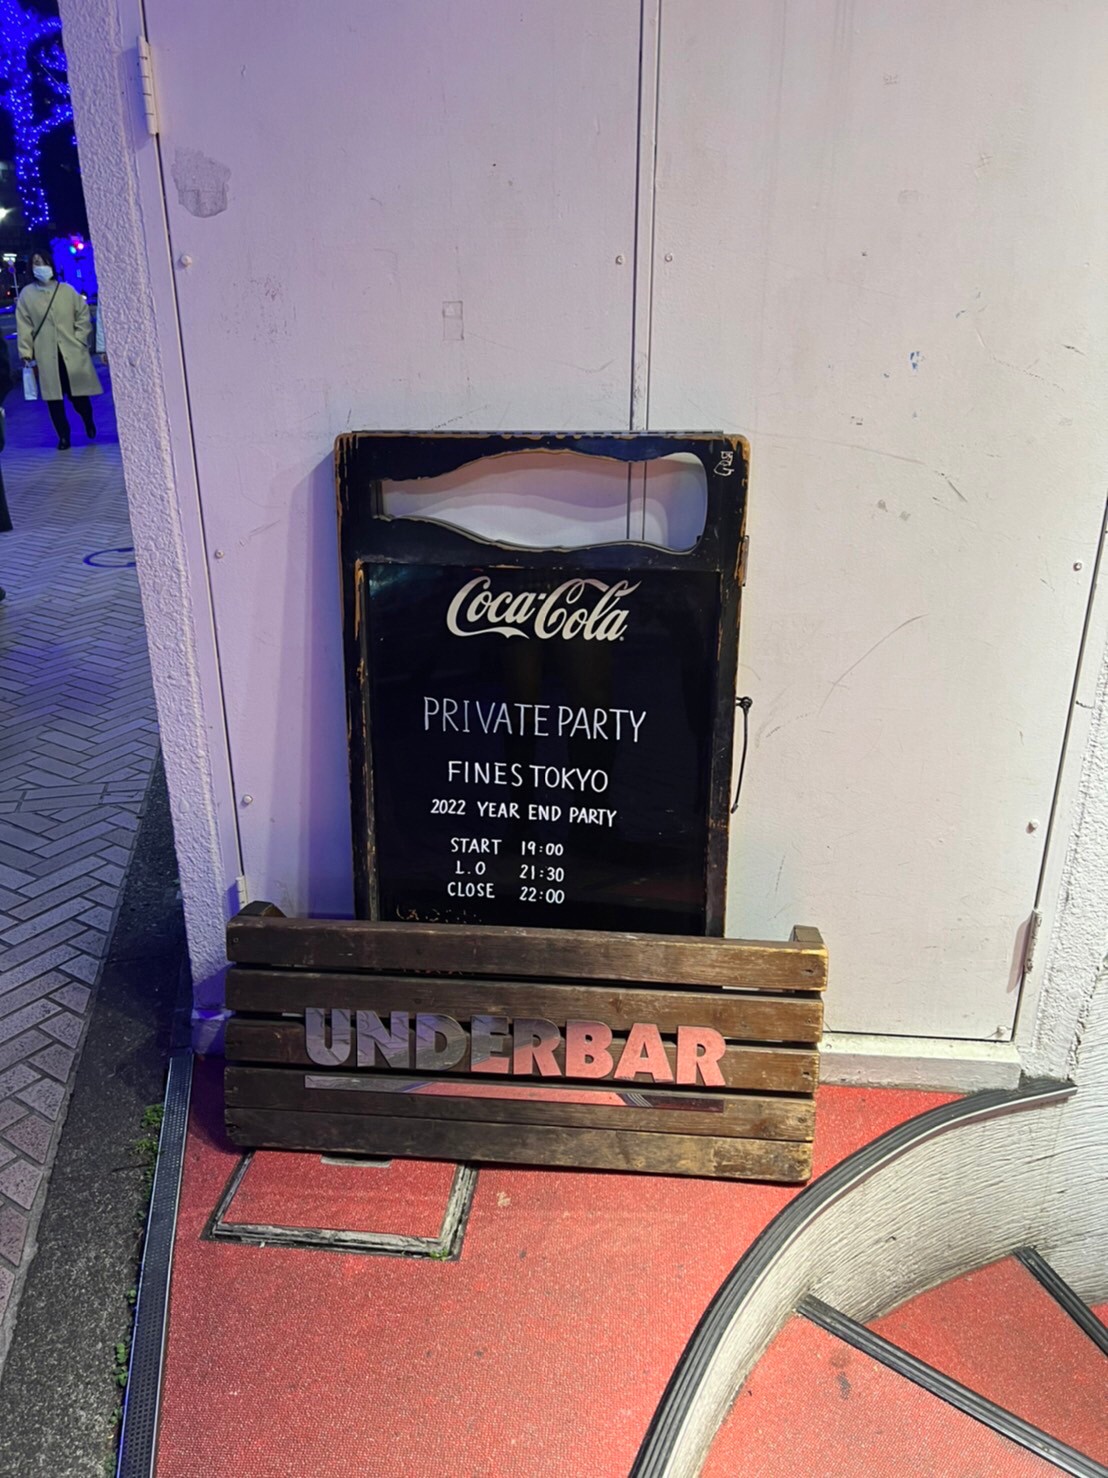 Coca-Cola
PRIVATE PARTY
FINES TOKYO
2022 YEAR END PARTY
START 19:00
L.O 21:30
CLOSE 22:00
UNDERBAR